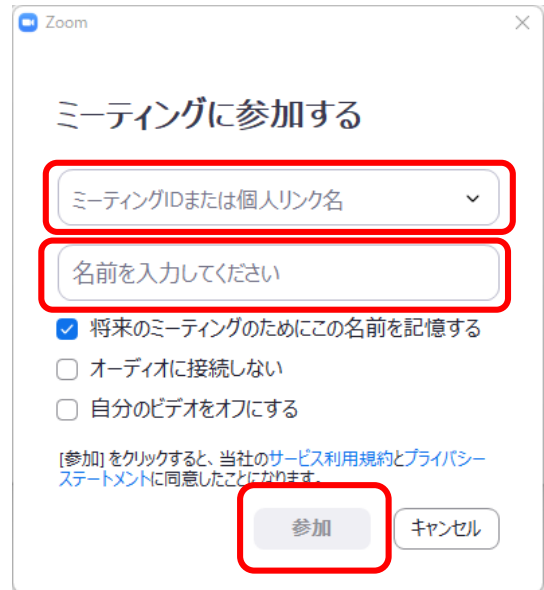 Zoom
ミーティングに参加する
ミーティングIDまたは個人リンク名
名前を入力してください
将来のミーティングのためにこの名前を記憶する
オーディオに接続しない
自分のビデオをオフにする
[参加] をクリックすると、当社のサービス利用規約とプライバシー
ステートメントに同意したことになります。
参加 キャンセル